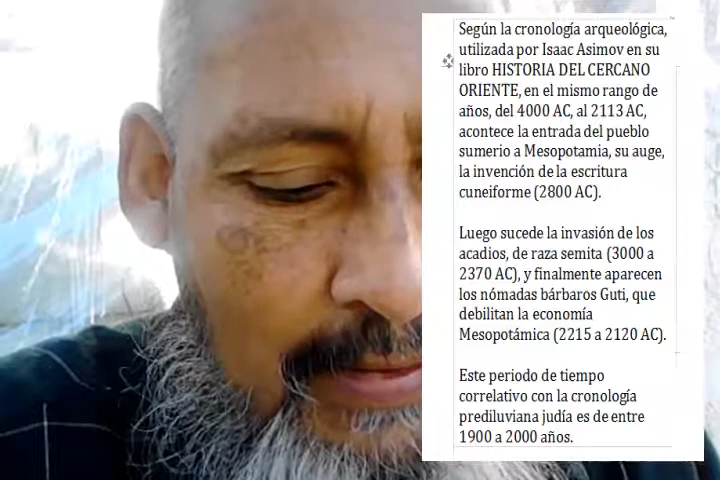 Según la cronología arqueológica,
utilizada por Isaac Asimov en su
libro HISTORIA DEL CERCANO
ORIENTE, en el mismo rango de
años, del 4000 AC, al 2113 AC,
acontece la entrada del pueblo
sumerio a Mesopotamia, su auge,
la invención de la escritura
cuneiforme (2800 AC).
Luego sucede la invasión de los
acadios, de raza semita (3000 a
2370 AC), y finalmente aparecen
los nómadas bárbaros Guti, que
debilitan la economía
Mesopotámica (2215 a 2120 AC).
Este periodo de tiempo
correlativo con la cronología
prediluviana judía es de entre
1900 a 2000 años.